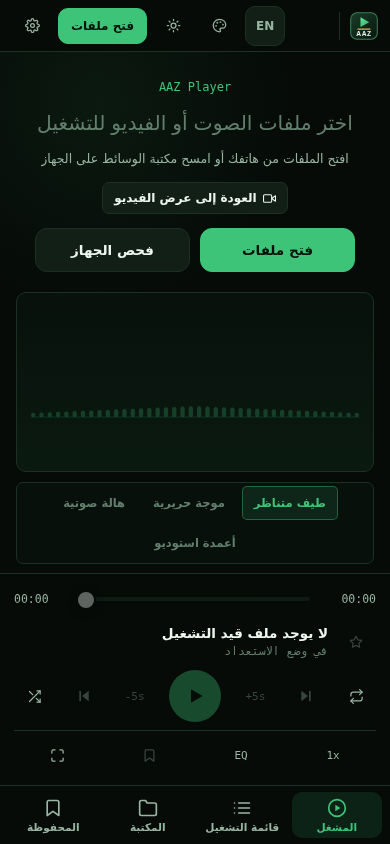 AAZ
EN
فتح ملفات
AAZ Player
اختر ملفات الصوت أو الفيديو للتشغيل
افتح الملفات من هاتفك أو امسح مكتبة الوسائط على الجهاز
العودة إلى عرض الفيديو
فتح ملفات
فحص الجهاز
طيف متناظر
موجة حريرية
هالة صوتية
أعمدة استوديو
00:00
00:00
لا يوجد ملف قيد التشغيل
في وضع الاستعداد
-5s
+5s
EQ
1x
المشغل
قائمة التشغيل
المكتبة
المحفوظة